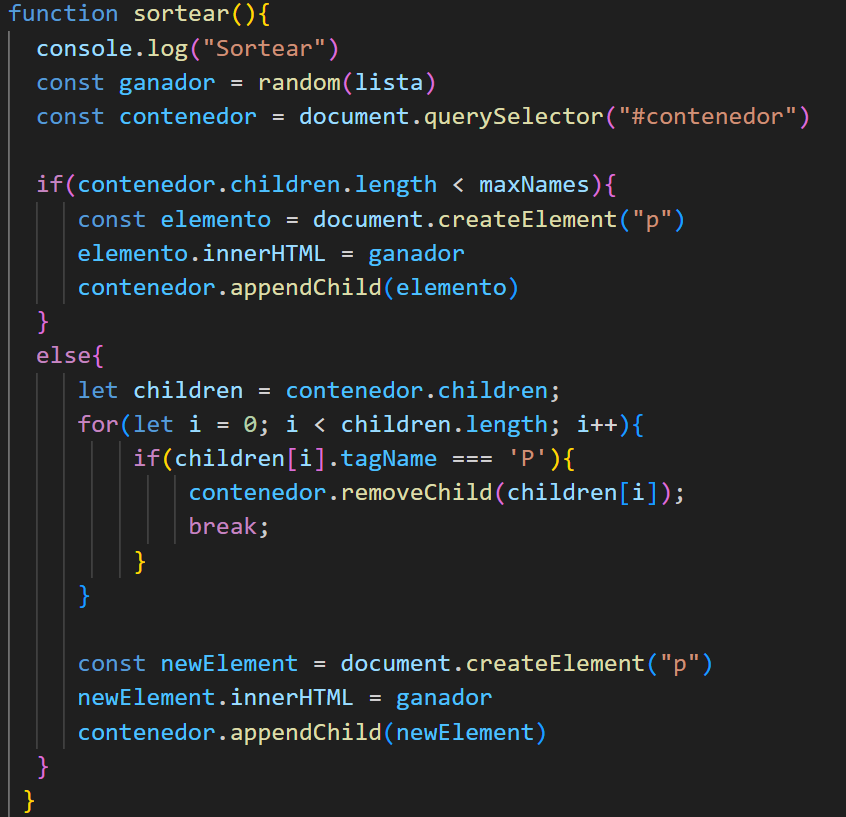 function sortear(){
  console.log("Sortear")
  const ganador = random(lista)
  const contenedor = document.querySelector("#contenedor")

  if(contenedor.children.length < maxNames){
     const elemento = document.createElement("p")
     elemento.innerHTML = ganador
     contenedor.appendChild(elemento)
  }
  else{
     let children = contenedor.children;
     for(let i = 0; i < children.length; i++){
         if(children[i].tagName === 'P'){
             contenedor.removeChild(children[i]);
             break;
         }
     }

     const newElement = document.createElement("p")
     newElement.innerHTML = ganador
     contenedor.appendChild(newElement)
  }
 }